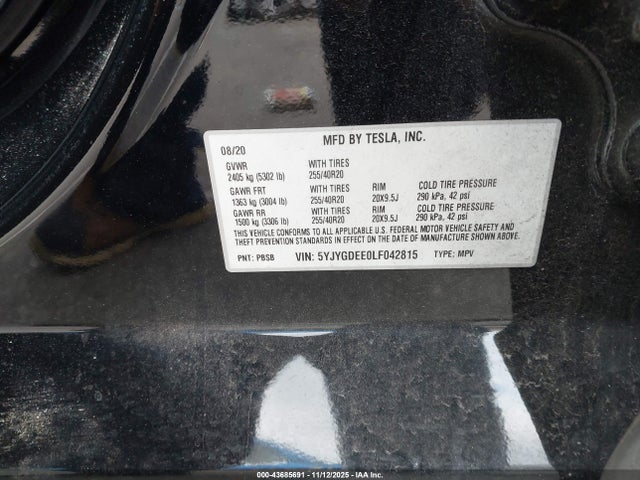 MFD BY TESLA, INC.
08/20
GVWR WITH TIRES
2405 kg (5302 lb) 255/40R20
GAWR FRT WITH TIRES RIM COLD TIRE PRESSURE
1363 kg (3004 lb) 255/40R20 20X9.5J 290 kPa, 42 psi
GAWR RR WITH TIRES RIM COLD TIRE PRESSURE
1500 kg (3306 lb) 255/40R20 20X9.5J 290 kPa, 42 psi
THIS VEHICLE CONFORMS TO ALL APPLICABLE U.S. FEDERAL MOTOR VEHICLE SAFETY AND
THEFT PREVENTION STANDARDS IN EFFECT ON THE DATE OF MANUFACTURE SHOWN ABOVE.
PNT: PBSB VIN: 5YJYGDEE0LF042815 TYPE: MPV
000-43685691 - 11/12/2025 - IAA Inc.